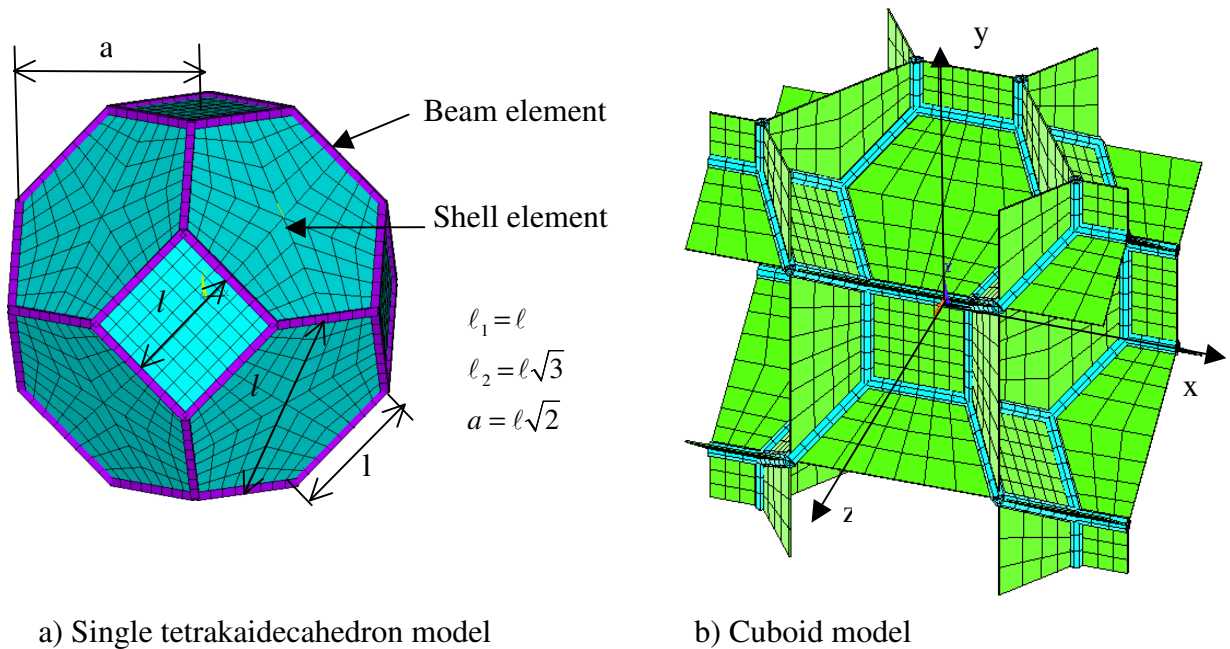 a
Beam element
Shell element
l
l
l
ℓ₁ = ℓ
ℓ₂ = ℓ√3
a = ℓ√2
y
x
z
a) Single tetrakaidecahedron model
b) Cuboid model